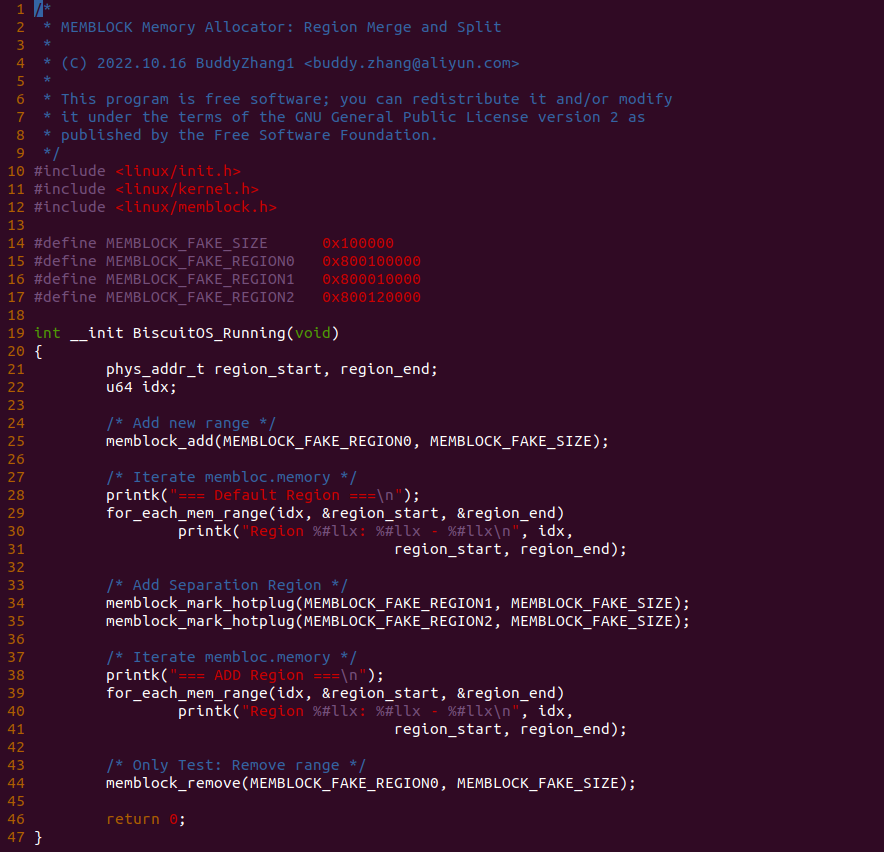 1 /*
2  * MEMBLOCK Memory Allocator: Region Merge and Split
3  *
4  * (C) 2022.10.16 BuddyZhang1 <buddy.zhang@aliyun.com>
5  *
6  * This program is free software; you can redistribute it and/or modify
7  * it under the terms of the GNU General Public License version 2 as
8  * published by the Free Software Foundation.
9  */
10 #include <linux/init.h>
11 #include <linux/kernel.h>
12 #include <linux/memblock.h>
13
14 #define MEMBLOCK_FAKE_SIZE      0x100000
15 #define MEMBLOCK_FAKE_REGION0   0x800100000
16 #define MEMBLOCK_FAKE_REGION1   0x800010000
17 #define MEMBLOCK_FAKE_REGION2   0x800120000
18
19 int __init BiscuitOS_Running(void)
20 {
21         phys_addr_t region_start, region_end;
22         u64 idx;
23
24         /* Add new range */
25         memblock_add(MEMBLOCK_FAKE_REGION0, MEMBLOCK_FAKE_SIZE);
26
27         /* Iterate membloc.memory */
28         printk("=== Default Region ===\n");
29         for_each_mem_range(idx, &region_start, &region_end)
30                 printk("Region %#llx: %#llx - %#llx\n", idx,
31                                         region_start, region_end);
32
33         /* Add Separation Region */
34         memblock_mark_hotplug(MEMBLOCK_FAKE_REGION1, MEMBLOCK_FAKE_SIZE);
35         memblock_mark_hotplug(MEMBLOCK_FAKE_REGION2, MEMBLOCK_FAKE_SIZE);
36
37         /* Iterate membloc.memory */
38         printk("=== ADD Region ===\n");
39         for_each_mem_range(idx, &region_start, &region_end)
40                 printk("Region %#llx: %#llx - %#llx\n", idx,
41                                         region_start, region_end);
42
43         /* Only Test: Remove range */
44         memblock_remove(MEMBLOCK_FAKE_REGION0, MEMBLOCK_FAKE_SIZE);
45
46         return 0;
47 }